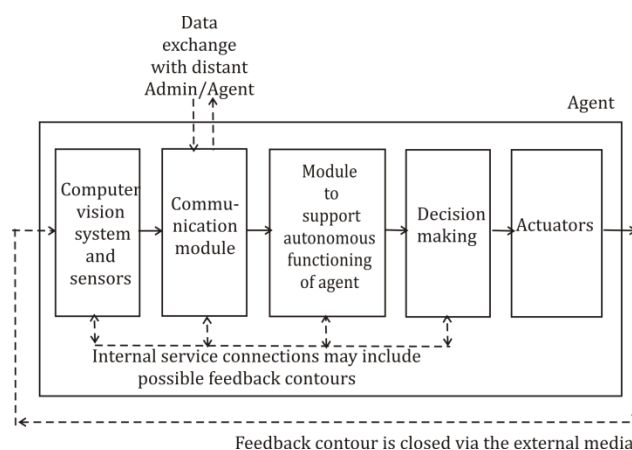 Data
exchange
with distant
Admin/Agent
Agent
Computer
vision
system
and
sensors
Commu-
nication
module
Module
to
support
autonomous
functioning
of agent
Decision
making
Actuators
Internal service connections may include
possible feedback contours
Feedback contour is closed via the external media